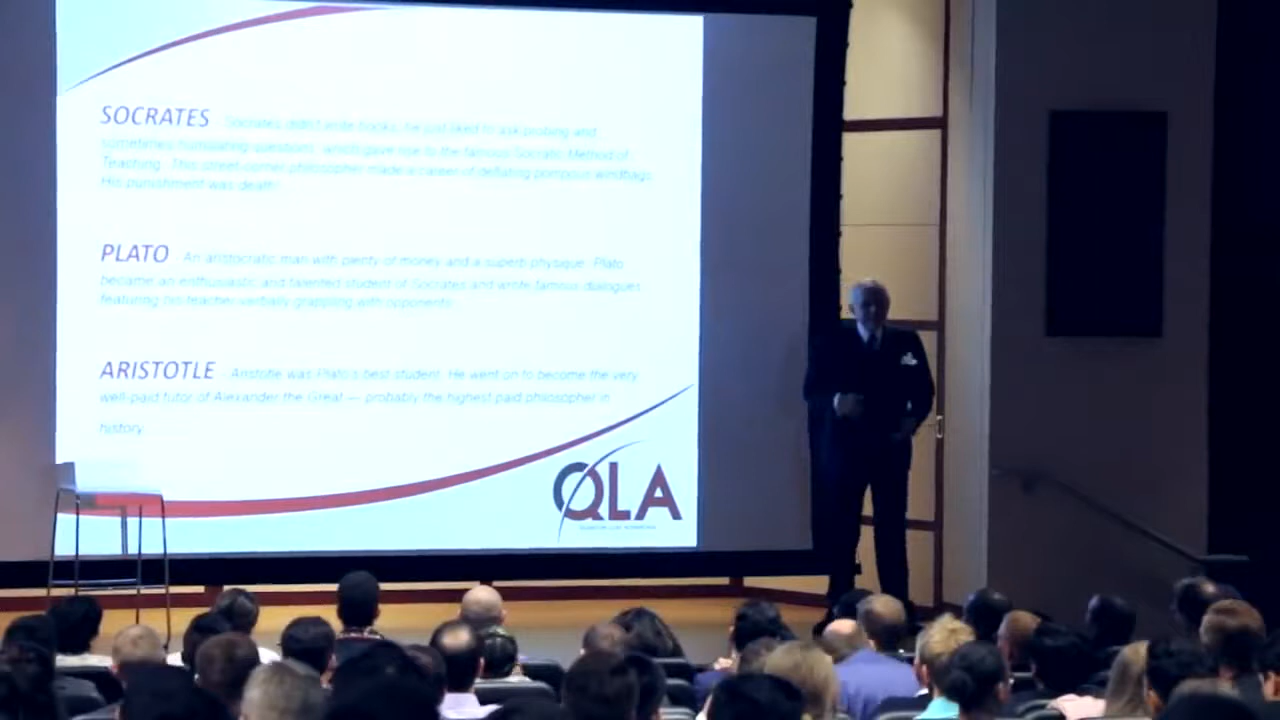 SOCRATES - Socrates didn't write books; he just liked to ask probing and
sometimes humiliating questions, which gave rise to the famous Socratic Method of
Teaching. This street-corner philosopher made a career of deflating pompous windbags.
His punishment was death!
PLATO - An aristocratic man with plenty of money and a superb physique, Plato
became an enthusiastic and talented student of Socrates and wrote famous dialogues
featuring his teacher verbally grappling with opponents.
ARISTOTLE - Aristotle was Plato's best student. He went on to become the very
well-paid tutor of Alexander the Great — probably the highest paid philosopher in
history.
QLA